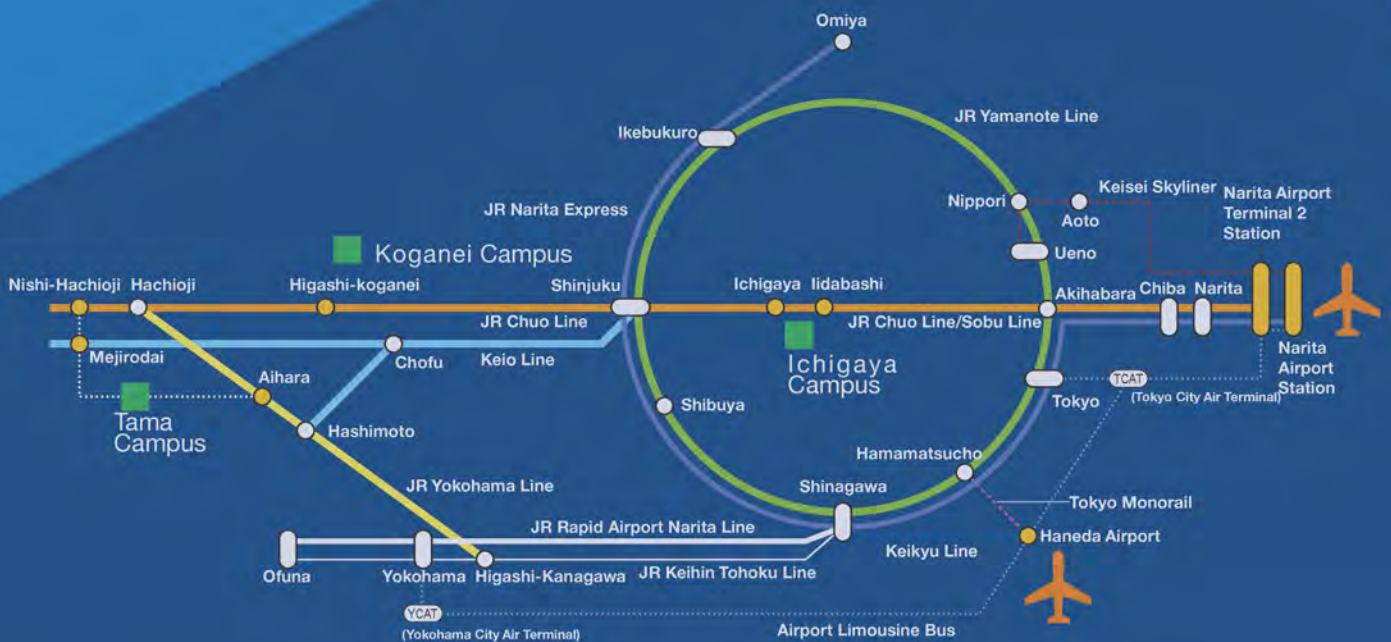 Omiya
Ikebukuro
JR Yamanote Line
JR Narita Express
Nippori
Aoto
Keisei Skyliner
Narita Airport
Terminal 2
Station
Ueno
Koganei Campus
Nishi-Hachioji
Hachioji
Higashi-koganei
Shinjuku
Ichigaya
Iidabashi
Akihabara
Chiba
Narita
JR Chuo Line
JR Chuo Line/Sobu Line
Mejirodai
Chofu
Keio Line
Ichigaya
Campus
Narita
Airport
Station
Aihara
Tama
Campus
Hashimoto
Shibuya
Tokyo
TCAT
(Tokyo City Air Terminal)
Hamamatsucho
Shinagawa
JR Yokohama Line
Tokyo Monorail
JR Rapid Airport Narita Line
Keikyu Line
Haneda Airport
Ofuna
Yokohama
Higashi-Kanagawa
JR Keihin Tohoku Line
YCAT
(Yokohama City Air Terminal)
Airport Limousine Bus